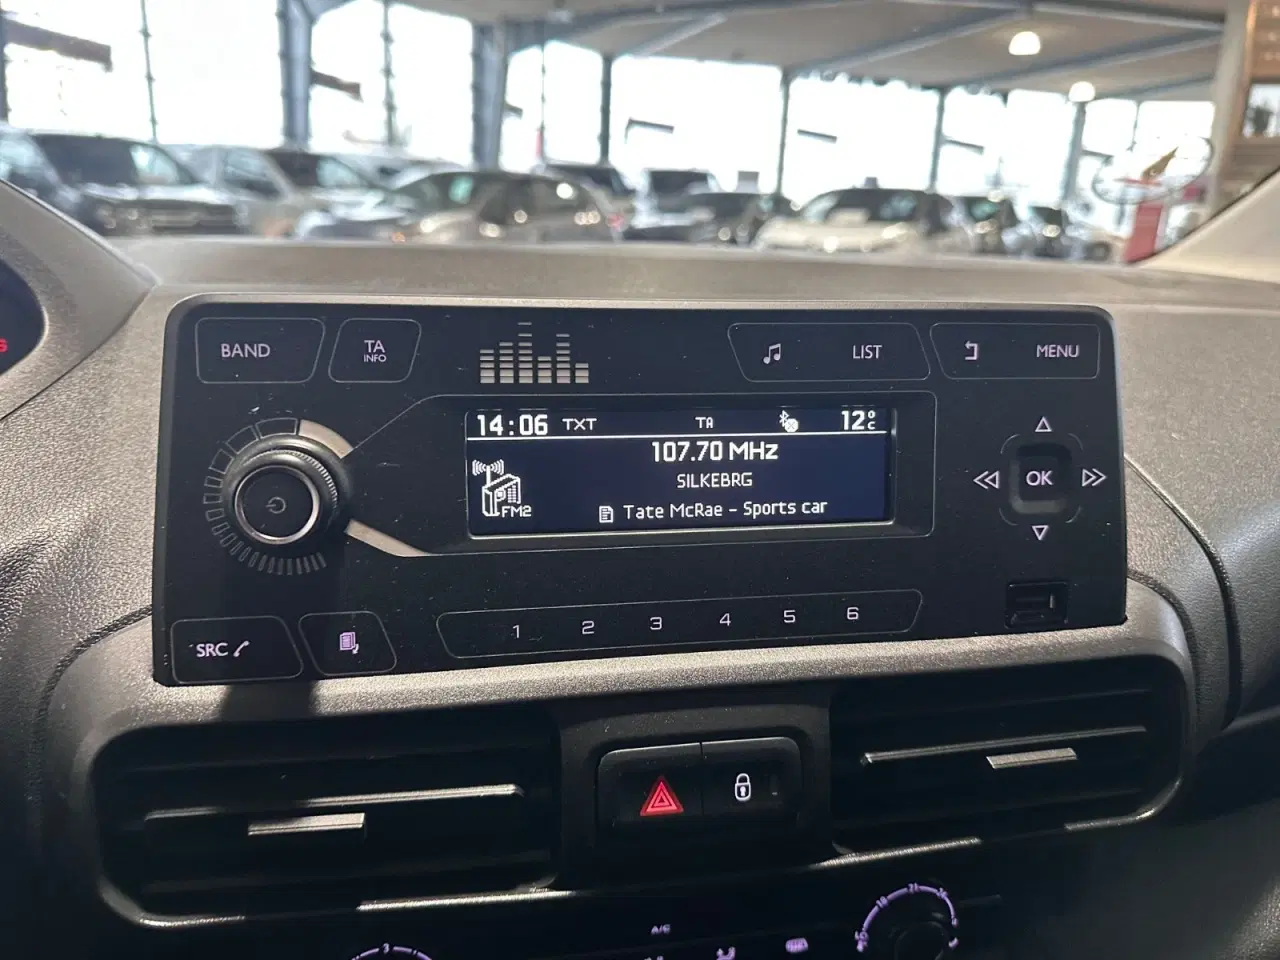 BAND
TA
INFO
LIST
MENU
14:06 TXT TA 12°C
107.70 MHz
SILKEBRG
FM2
Tate McRae - Sports car
OK
1 2 3 4 5 6
SRC
A/C